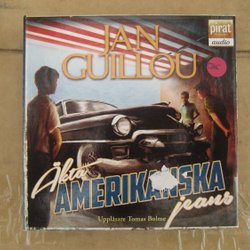 JAN
GUILLOU
pirat
audio
Äkta
AMERIKANSKA
jeans
Uppläsare Tomas Bolme